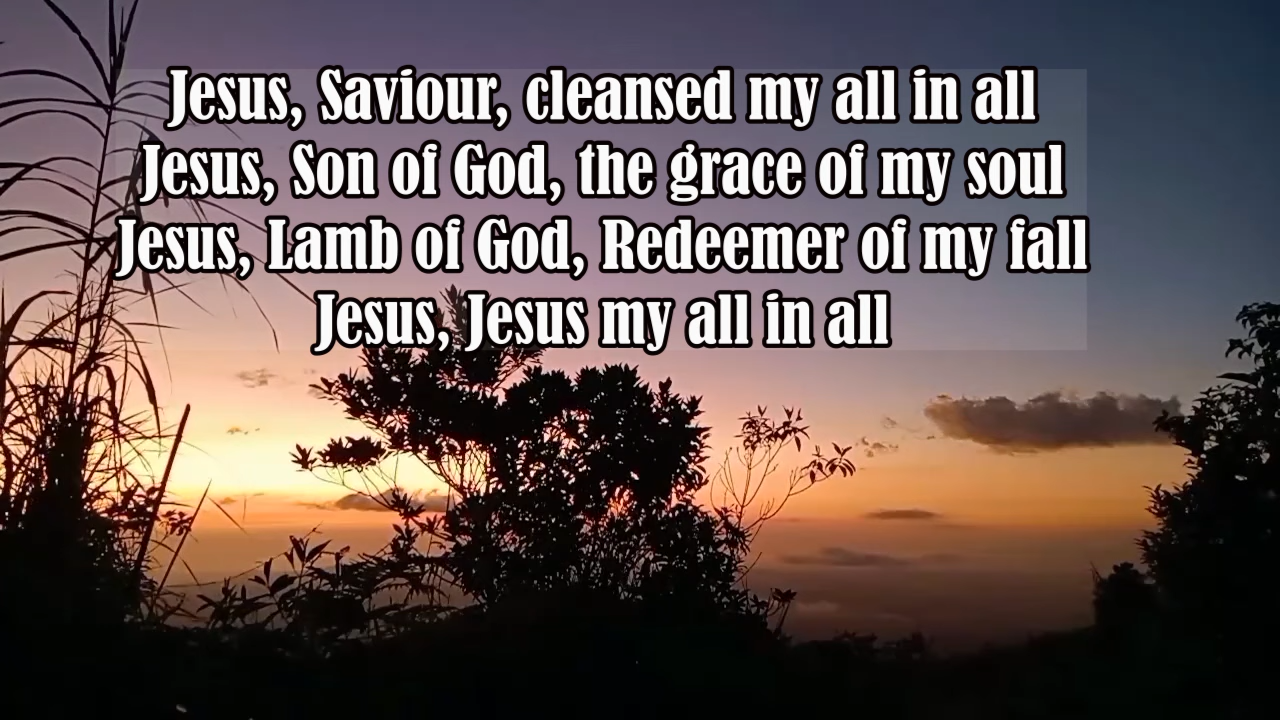 Jesus, Saviour, cleansed my all in all
Jesus, Son of God, the grace of my soul
Jesus, Lamb of God, Redeemer of my fall
Jesus, Jesus my all in all